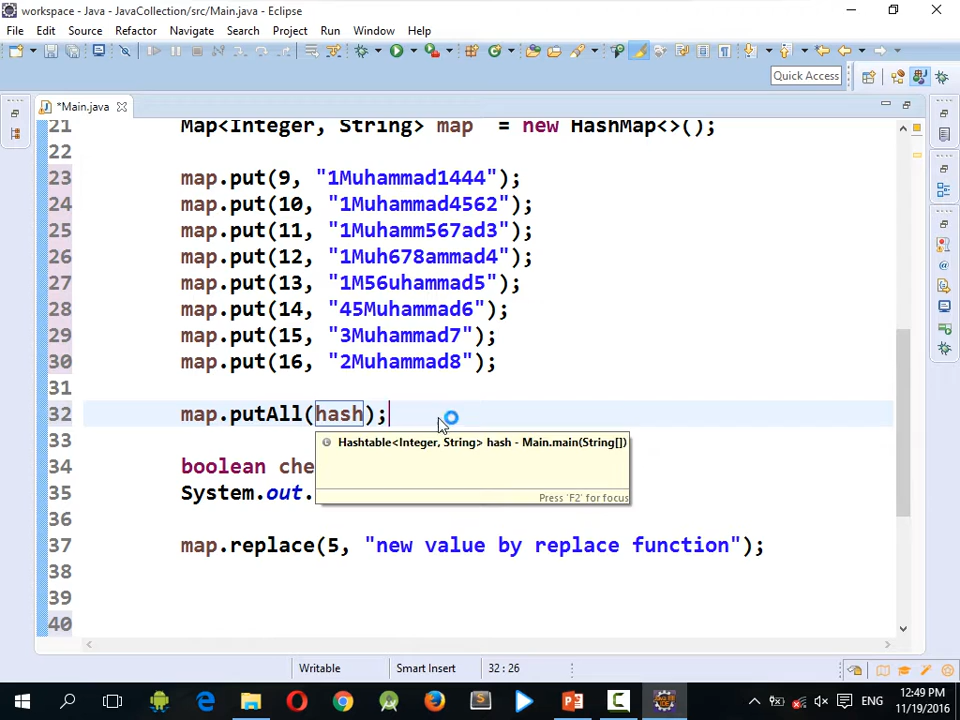 workspace - Java - JavaCollection/src/Main.java - Eclipse
File Edit Source Refactor Navigate Search Project Run Window Help
Quick Access
*Main.java
21 Map<Integer, String> map = new HashMap<>();
22
23 map.put(9, "1Muhammad1444");
24 map.put(10, "1Muhammad4562");
25 map.put(11, "1Muhamm567ad3");
26 map.put(12, "1Muh678ammad4");
27 map.put(13, "1M56uhammad5");
28 map.put(14, "45Muhammad6");
29 map.put(15, "3Muhammad7");
30 map.put(16, "2Muhammad8");
31
32 map.putAll(hash);
33
Hashtable<Integer, String> hash - Main.main(String[])
34 boolean che
35 System.out.
Press 'F2' for focus
36
37 map.replace(5, "new value by replace function");
38
39
40
Writable Smart Insert 32 : 26
ENG 12:49 PM
11/19/2016